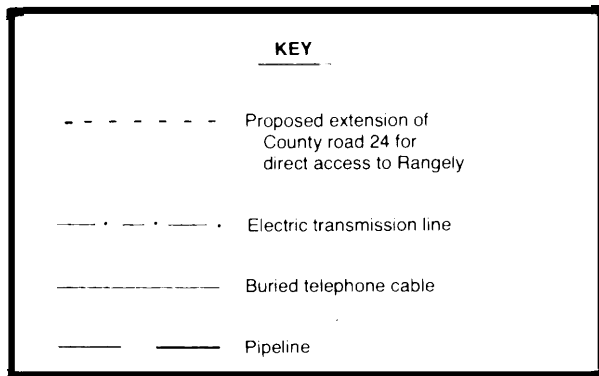 KEY
Proposed extension of
County road 24 for
direct access to Rangely
Electric transmission line
Buried telephone cable
Pipeline